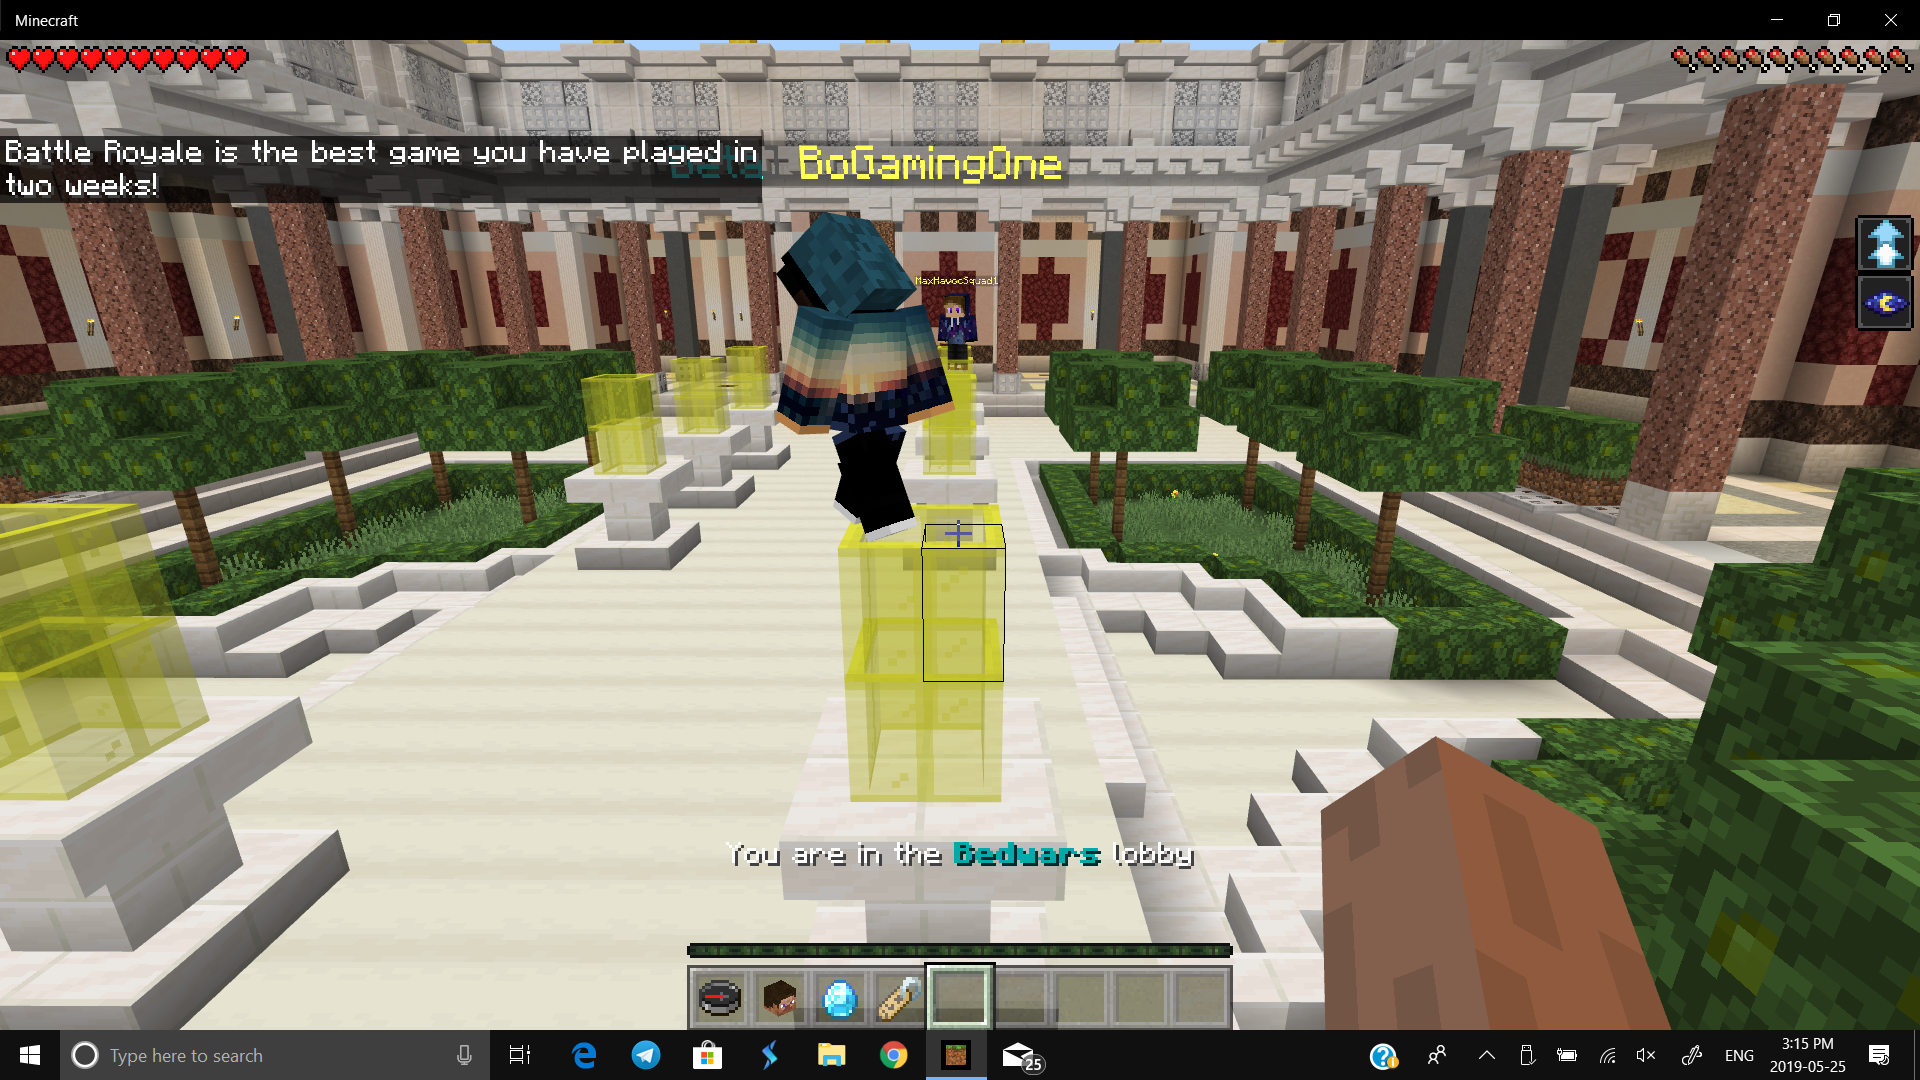 Minecraft
Battle Royale is the best game you have played in
two weeks!
BoGamingOne
MaxHavocSquad1
You are in the Bedwars lobby
Type here to search
25
ENG
3:15 PM
2019-05-25